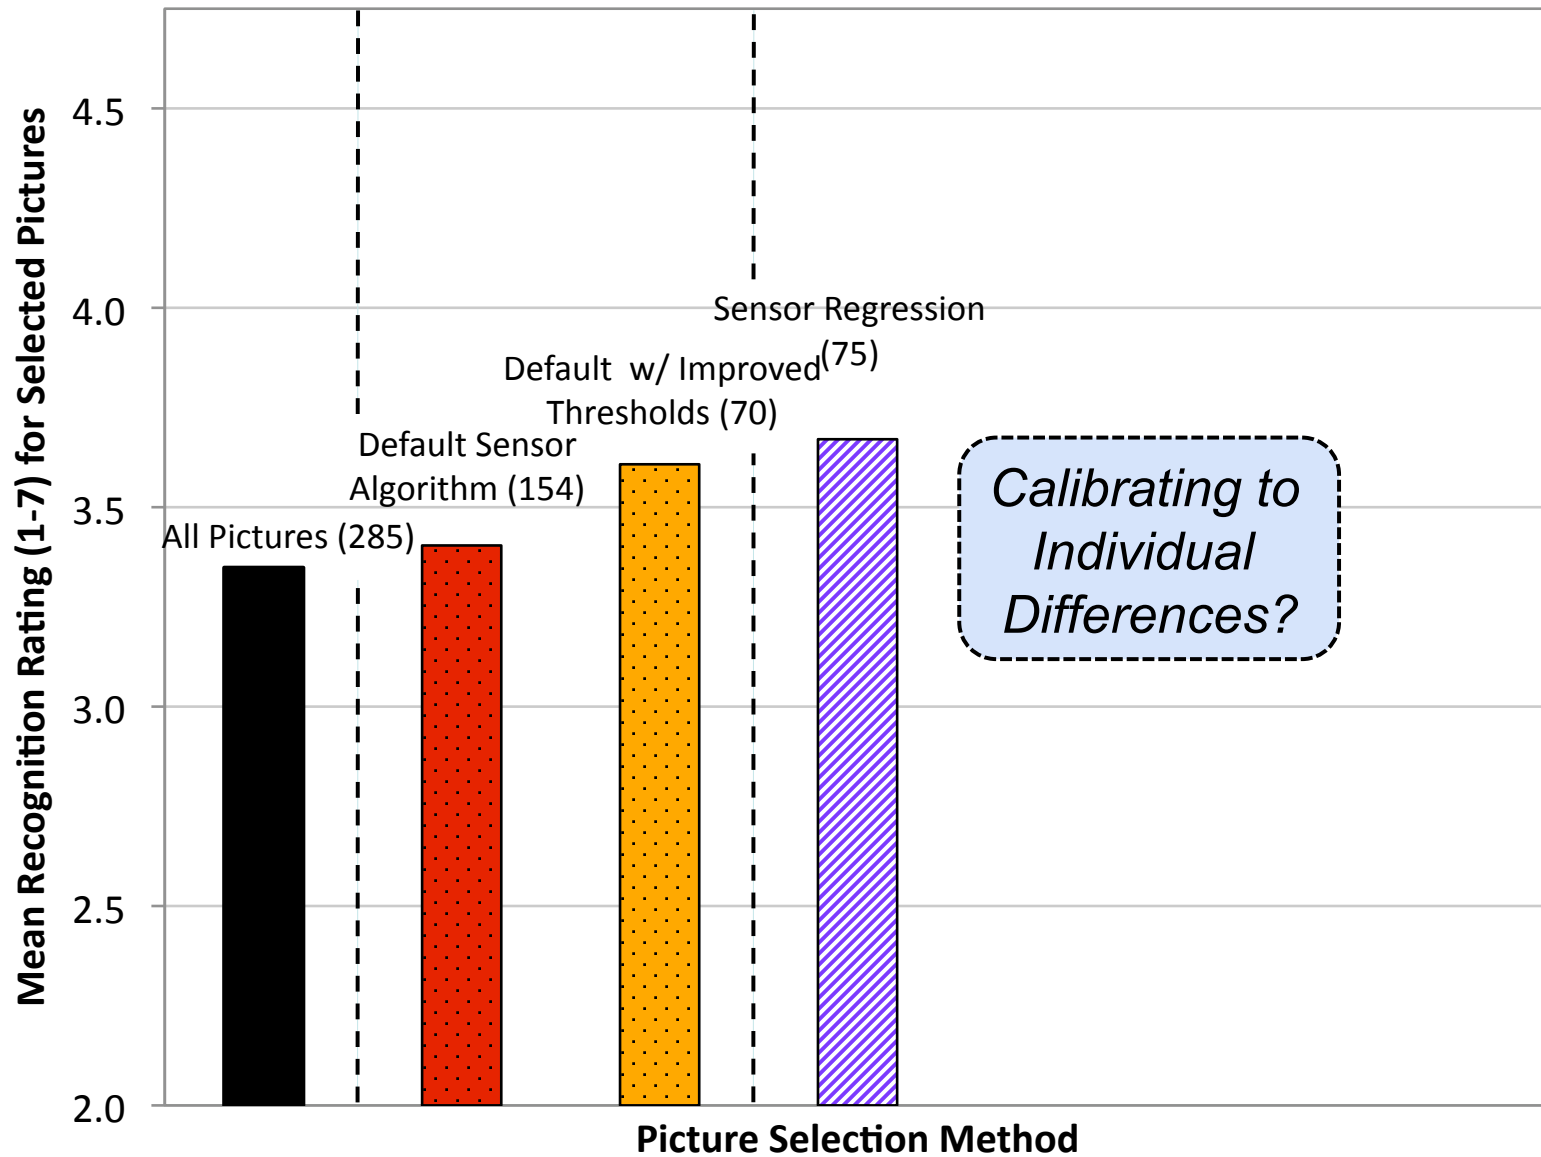 Mean Recognition Rating (1-7) for Selected Pictures
4.5
4.0
3.5
3.0
2.5
2.0
All Pictures (285)
Default Sensor
Algorithm (154)
Default w/ Improved
Thresholds (70)
Sensor Regression
(75)
Calibrating to
Individual
Differences?
Picture Selection Method